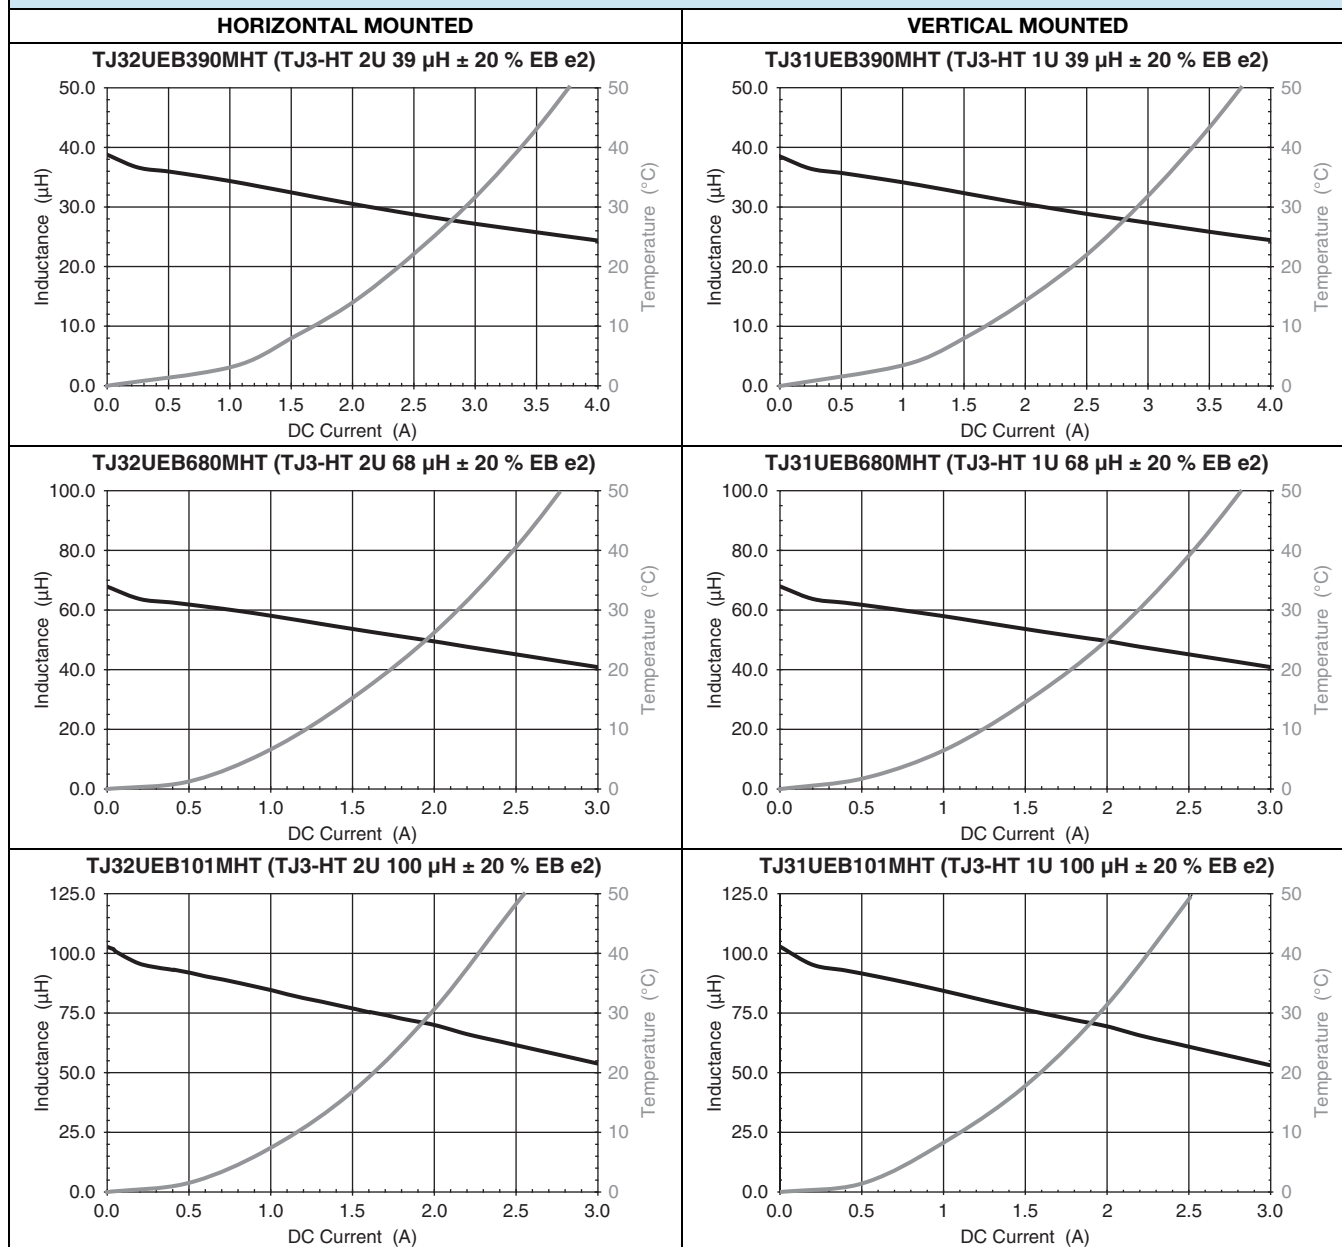 HORIZONTAL MOUNTED
VERTICAL MOUNTED
TJ32UEB390MHT (TJ3-HT 2U 39 µH ± 20 % EB e2)
50.0
40.0
30.0
20.0
10.0
0.0
Inductance (µH)
50
40
30
20
10
0
Temperature (°C)
0.0 0.5 1.0 1.5 2.0 2.5 3.0 3.5 4.0
DC Current (A)
TJ31UEB390MHT (TJ3-HT 1U 39 µH ± 20 % EB e2)
50.0
40.0
30.0
20.0
10.0
0.0
Inductance (µH)
50
40
30
20
10
0
Temperature (°C)
0.0 0.5 1 1.5 2 2.5 3 3.5 4.0
DC Current (A)
TJ32UEB680MHT (TJ3-HT 2U 68 µH ± 20 % EB e2)
100.0
80.0
60.0
40.0
20.0
0.0
Inductance (µH)
50
40
30
20
10
0
Temperature (°C)
0.0 0.5 1.0 1.5 2.0 2.5 3.0
DC Current (A)
TJ31UEB680MHT (TJ3-HT 1U 68 µH ± 20 % EB e2)
100.0
80.0
60.0
40.0
20.0
0.0
Inductance (µH)
50
40
30
20
10
0
Temperature (°C)
0.0 0.5 1 1.5 2 2.5 3.0
DC Current (A)
TJ32UEB101MHT (TJ3-HT 2U 100 µH ± 20 % EB e2)
125.0
100.0
75.0
50.0
25.0
0.0
Inductance (µH)
50
40
30
20
10
0
Temperature (°C)
0.0 0.5 1.0 1.5 2.0 2.5 3.0
DC Current (A)
TJ31UEB101MHT (TJ3-HT 1U 100 µH ± 20 % EB e2)
125.0
100.0
75.0
50.0
25.0
0.0
Inductance (µH)
50
40
30
20
10
0
Temperature (°C)
0.0 0.5 1 1.5 2 2.5 3.0
DC Current (A)